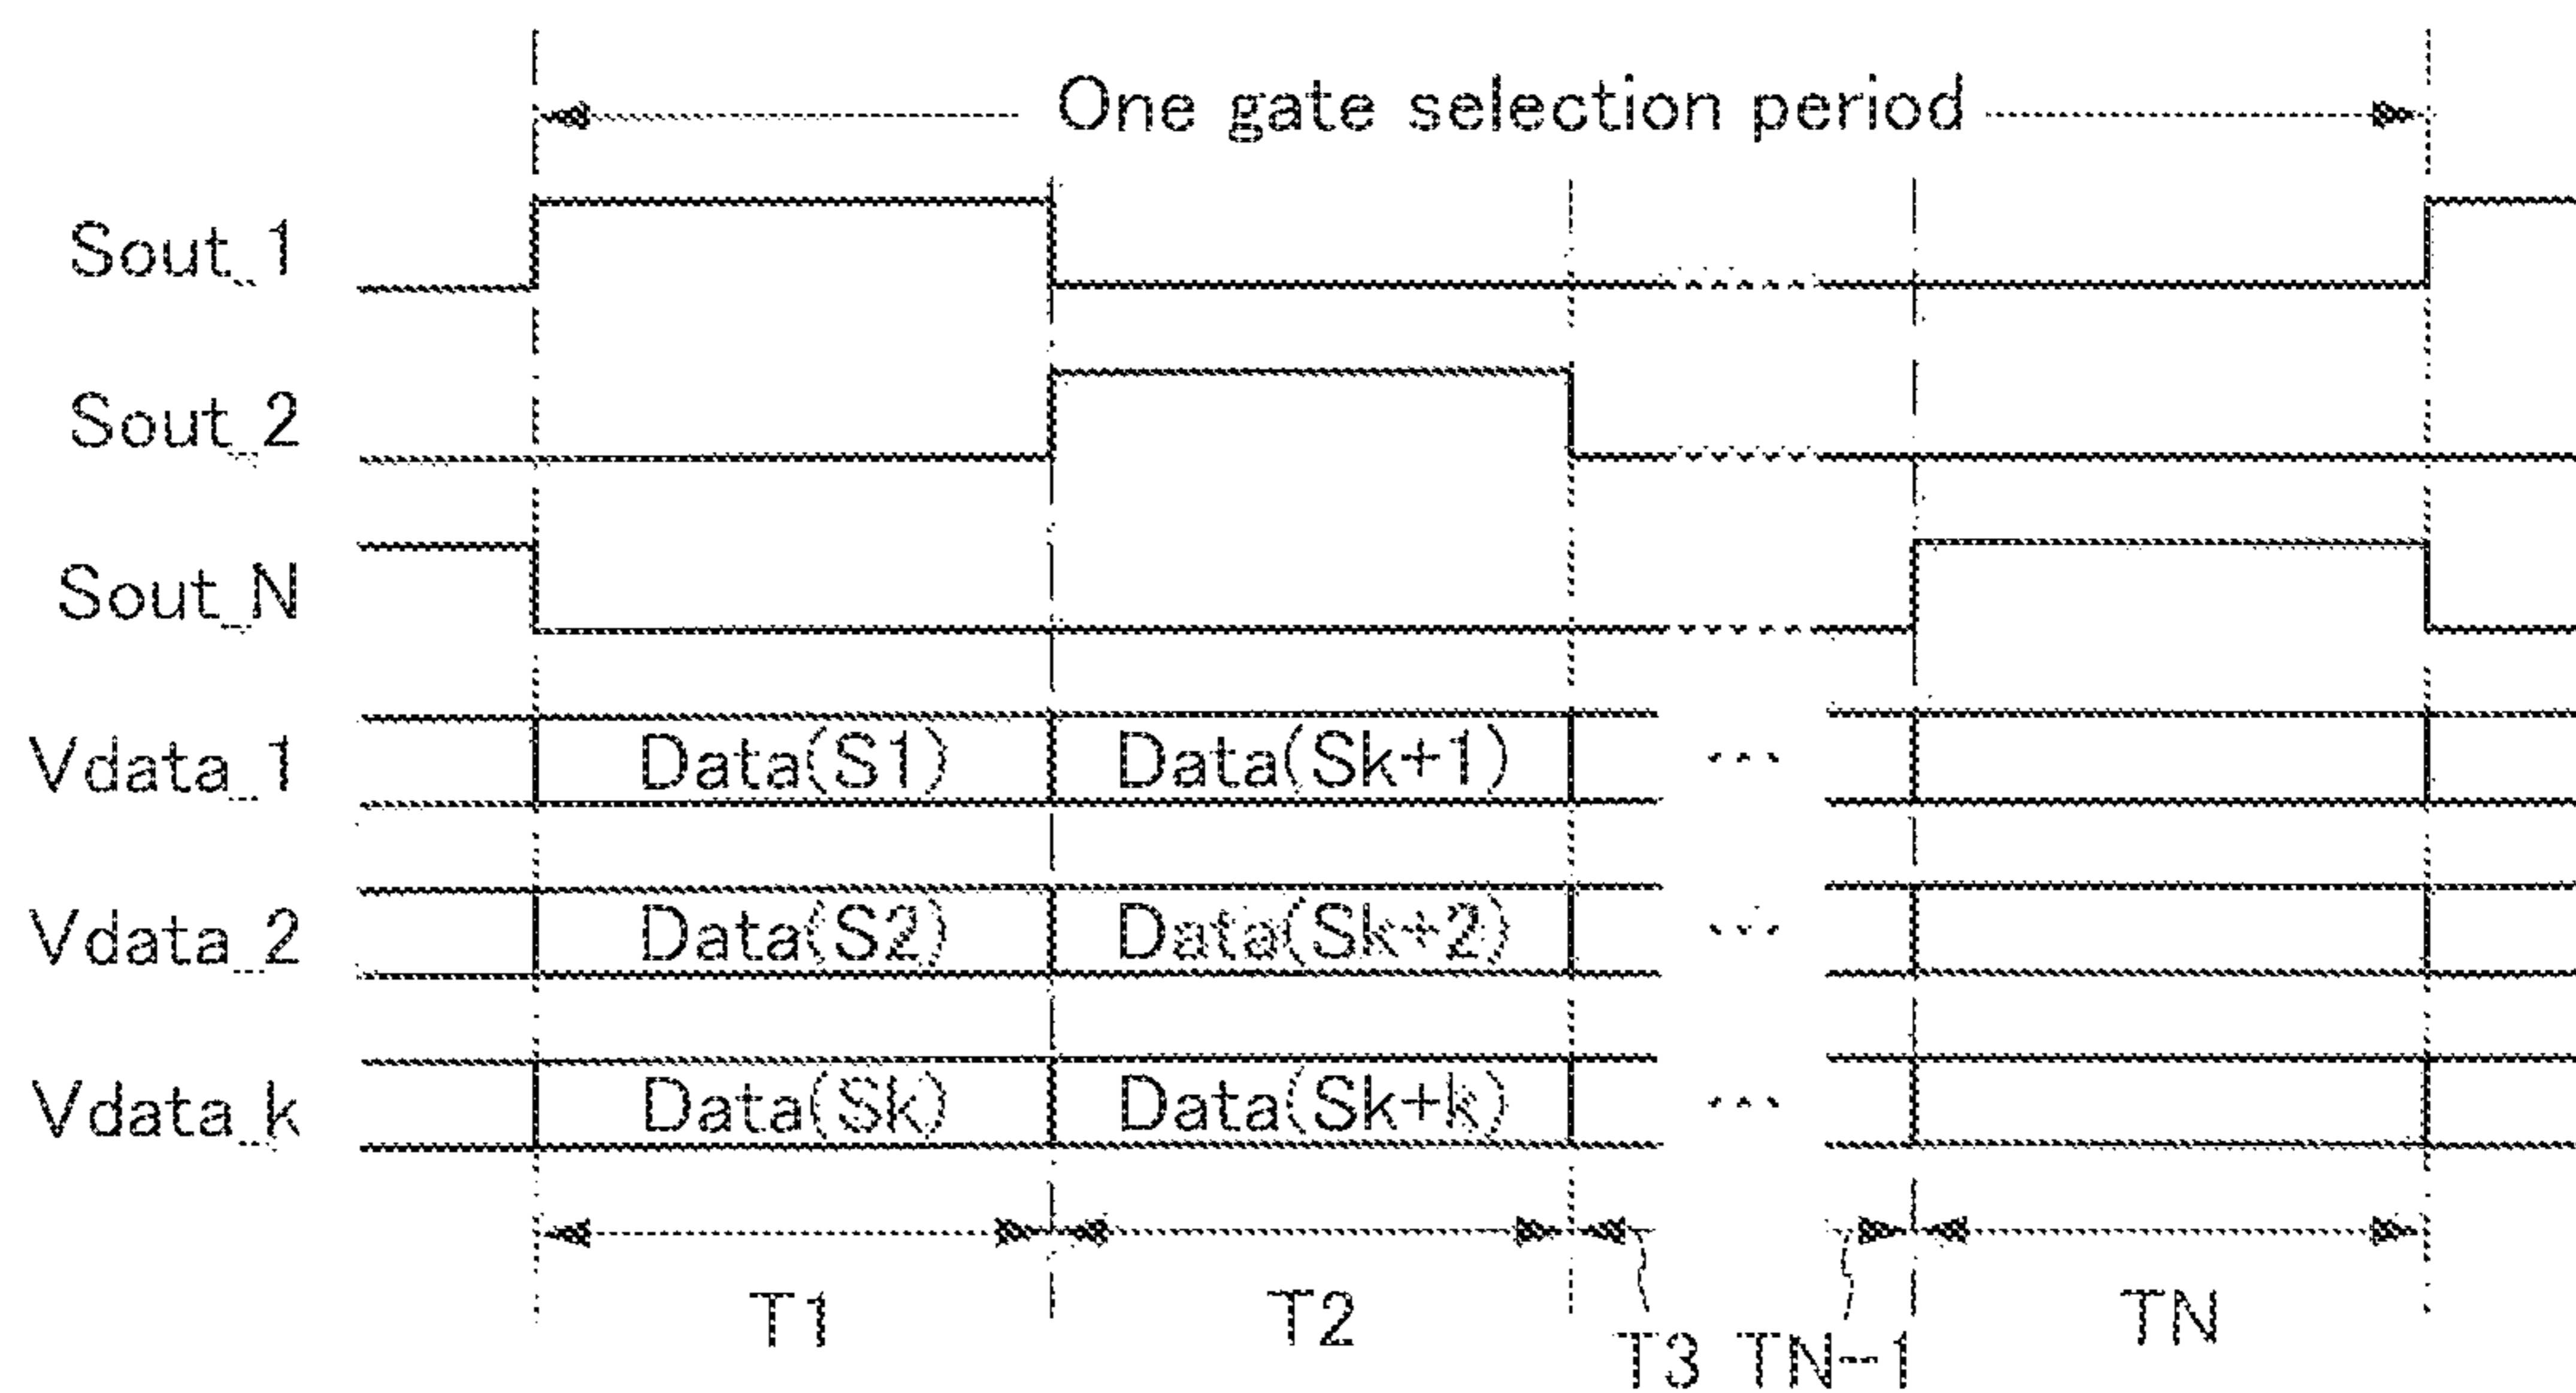 One gate selection period
Sout_1
Sout_2
Sout_N
Vdata_1 Data(S1) Data(Sk+1) ...
Vdata_2 Data(S2) Data(Sk+2) ...
Vdata_k Data(Sk) Data(Sk+k) ...
T1 T2 T3 TN-1 TN